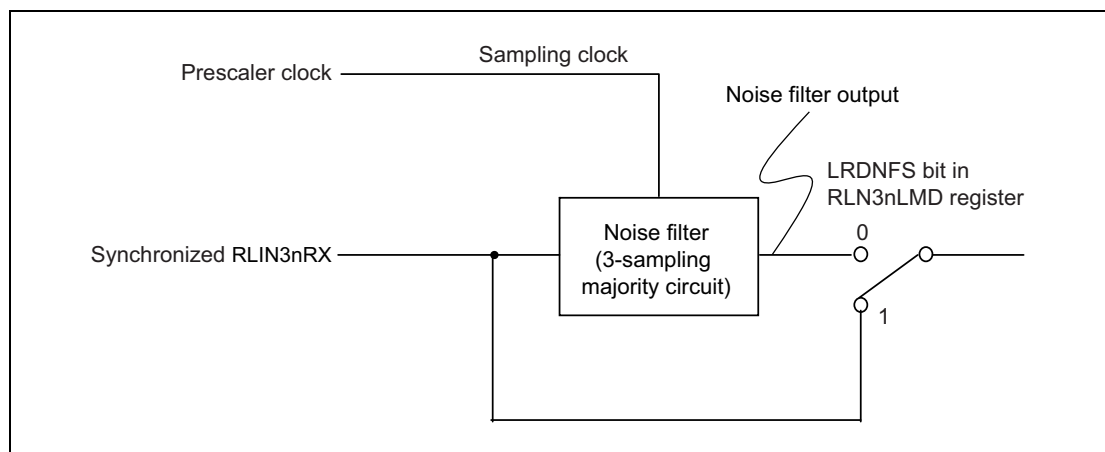 Sampling clock
Prescaler clock
Noise filter output
LRDNFS bit in
RLN3nLMD register
Synchronized RLIN3nRX
Noise filter
(3-sampling
majority circuit)
0
1